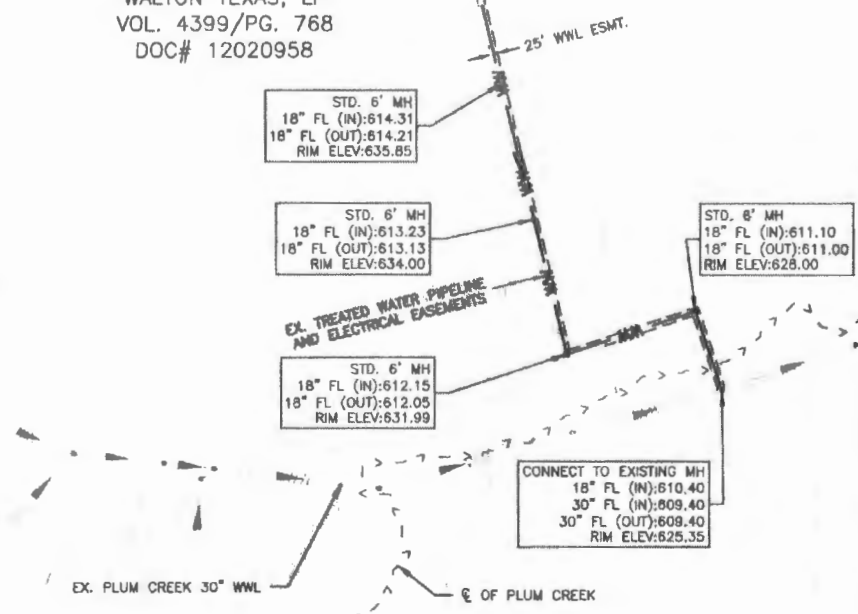 WALTON TEXAS, LP
VOL. 4399/PG. 768
DOC# 12020958
25' WWL ESMT.
STD. 6' MH
18" FL (IN):614.31
18" FL (OUT):614.21
RIM ELEV:635.85
STD. 6' MH
18" FL (IN):613.23
18" FL (OUT):613.13
RIM ELEV:634.00
STD. 6' MH
18" FL (IN):611.10
18" FL (OUT):611.00
RIM ELEV:628.00
EX. TREATED WATER PIPELINE
AND ELECTRICAL EASEMENTS
STD. 6' MH
18" FL (IN):612.15
18" FL (OUT):612.05
RIM ELEV:631.99
CONNECT TO EXISTING MH
18" FL (IN):610.40
30" FL (IN):609.40
30" FL (OUT):609.40
RIM ELEV:625.35
EX. PLUM CREEK 30" WWL
℄ OF PLUM CREEK